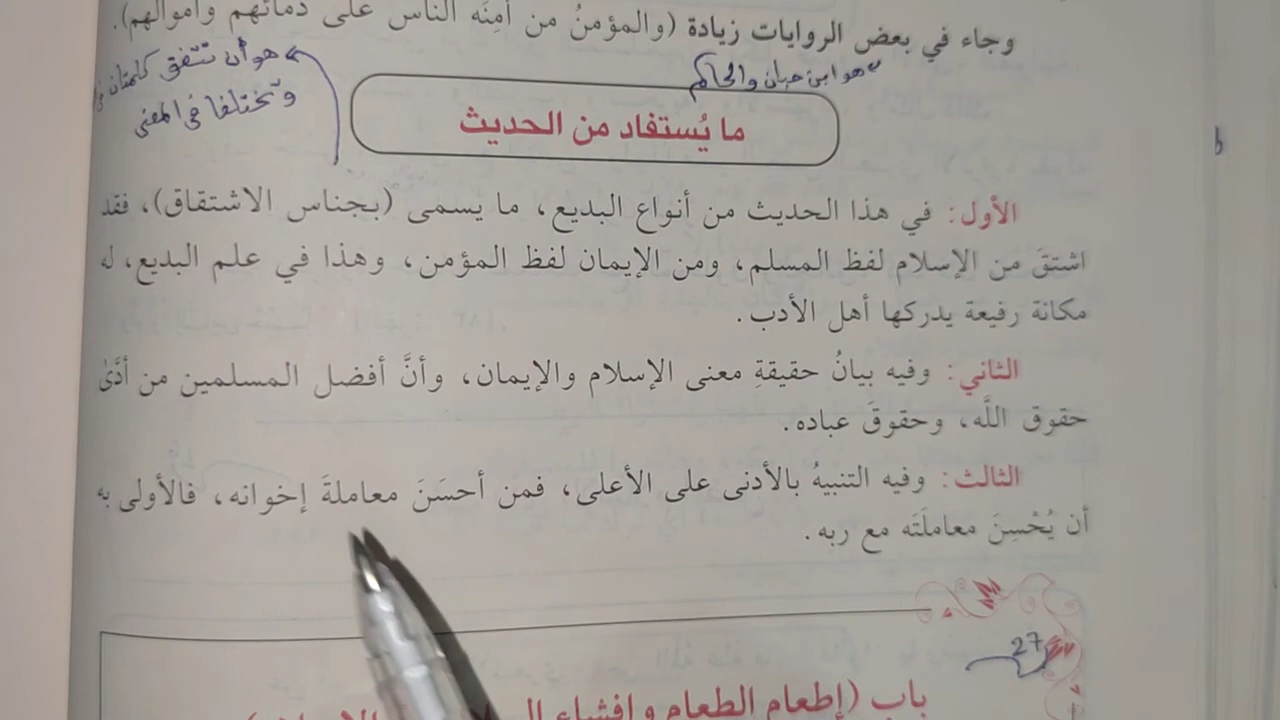 وجاء في بعض الروايات زيادة (والمؤمنُ من أمِنَه الناس على دمائهم وأموالهم).
هو ابن حبان والحاكم
هو أن تتفق كلمتان في
ويختلفا في المعنى
ما يُستفاد من الحديث
الأول: في هذا الحديث من أنواع البديع، ما يسمى (بجناس الاشتقاق)، فقد
اشتقَ من الإسلام لفظ المسلم، ومن الإيمان لفظ المؤمن، وهذا في علم البديع، له
مكانة رفيعة يدركها أهل الأدب.
الثاني: وفيه بيانُ حقيقةِ معنى الإسلام والإيمان، وأنَّ أفضل المسلمين من أدَّىٰ
حقوق اللَّه، وحقوقَ عباده.
الثالث: وفيه التنبيهُ بالأدنى على الأعلى، فمن أحسَنَ معاملةَ إخوانه، فالأولى به
أن يُحْسِنَ معاملَتَه مع ربه.
27
باب (إطعام الطعام وإفشاء